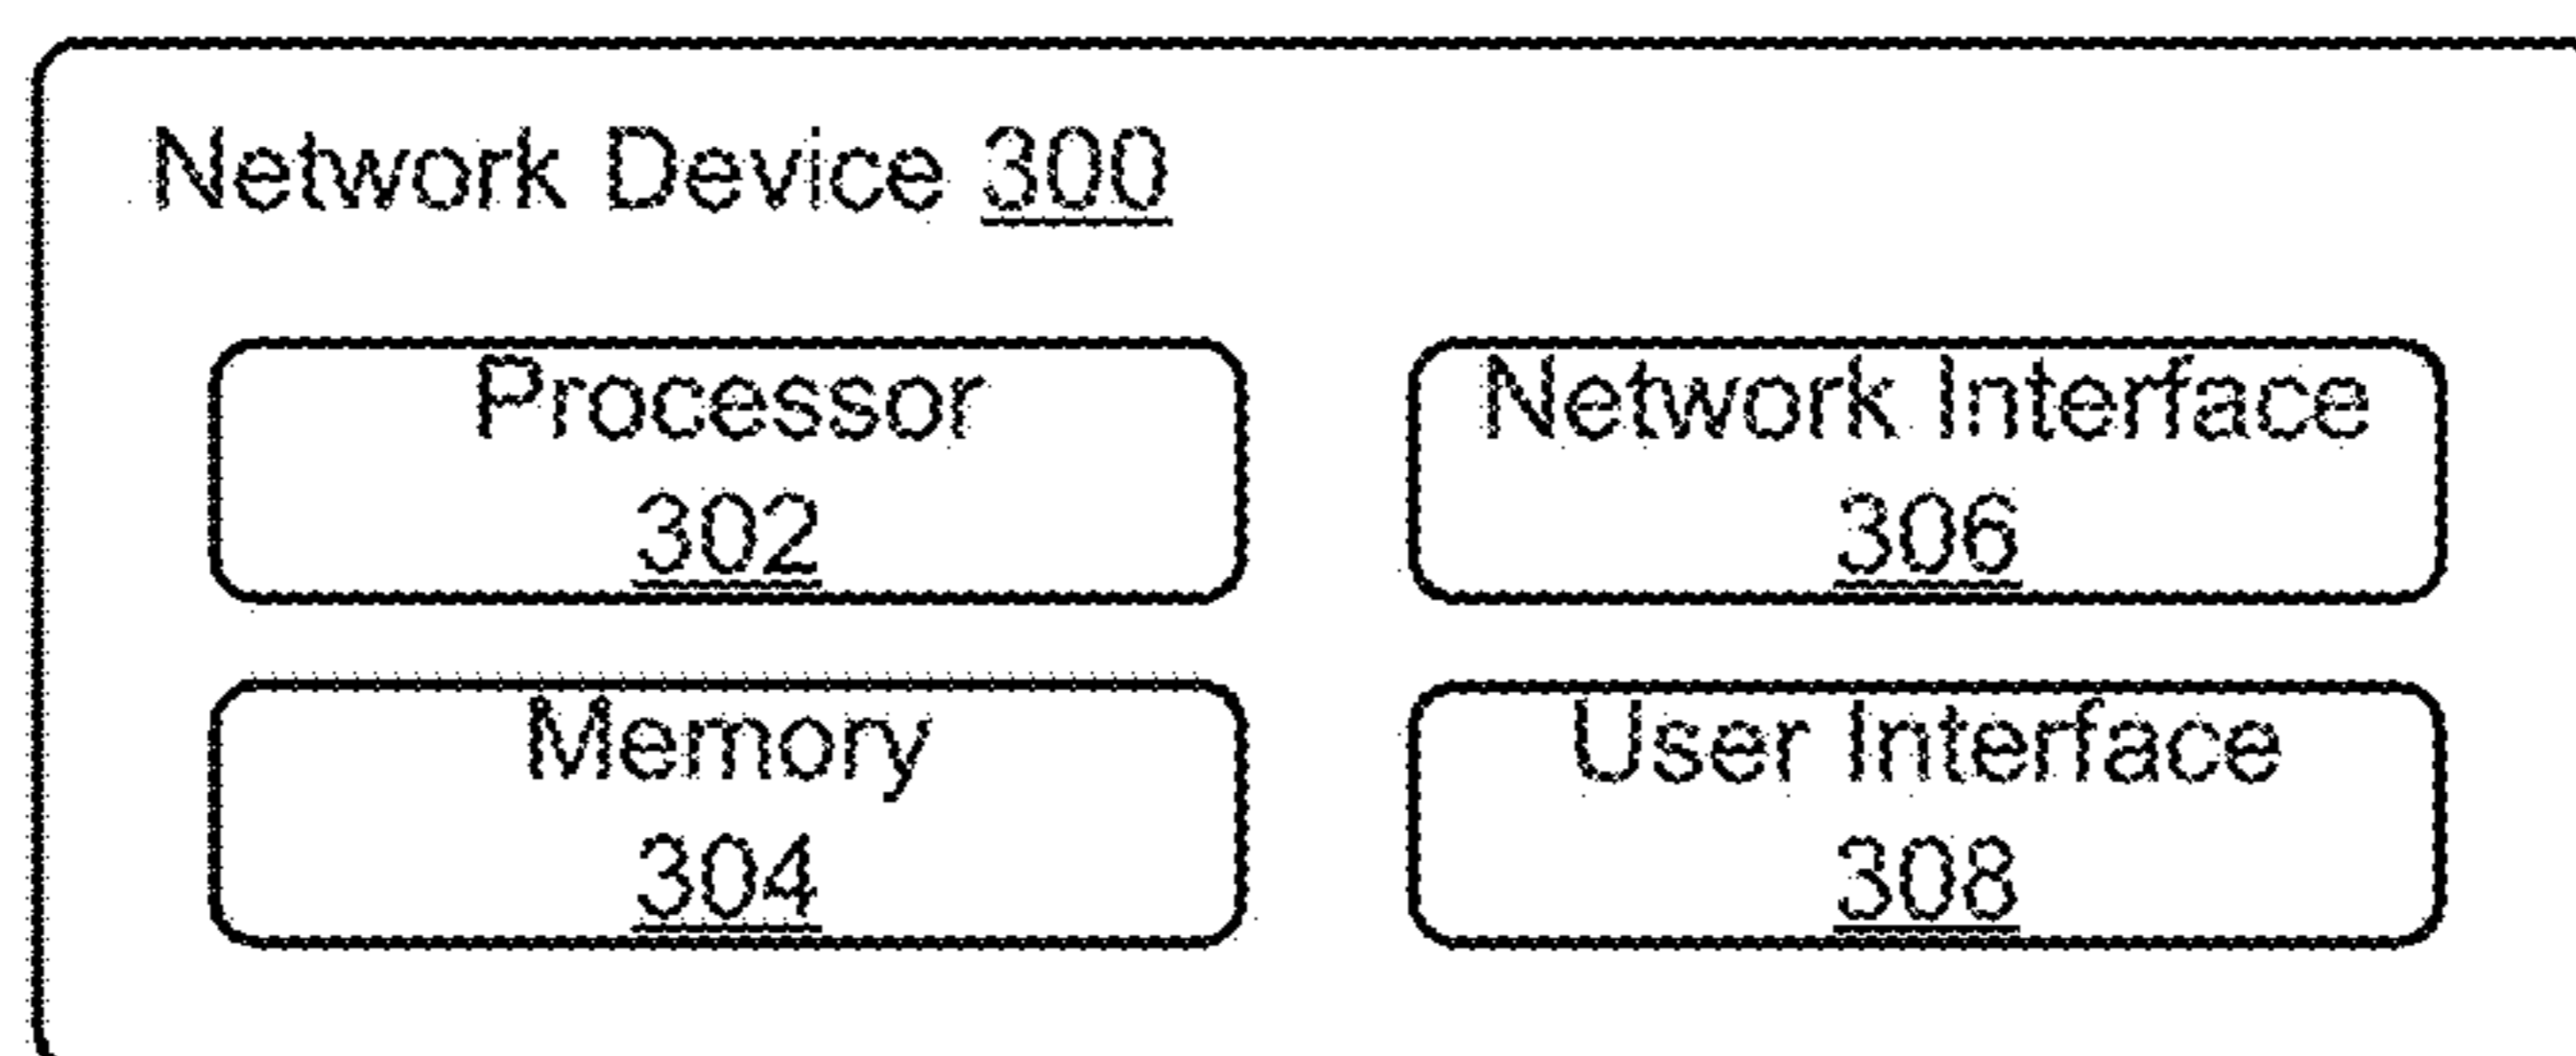 Network Device 300
Processor
302
Network Interface
306
Memory
304
User Interface
308